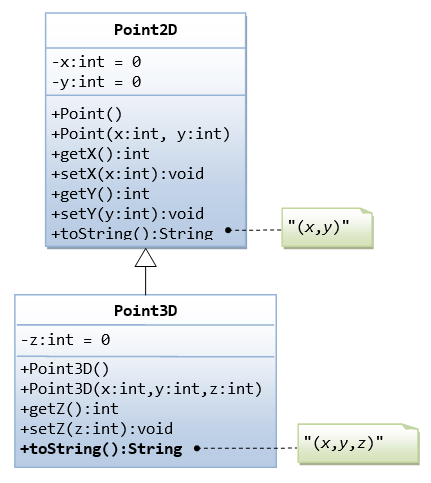 Point2D
-x:int = 0
-y:int = 0
+Point()
+Point(x:int, y:int)
+getX():int
+setX(x:int):void
+getY():int
+setY(y:int):void
+toString():String
"(x,y)"
Point3D
-z:int = 0
+Point3D()
+Point3D(x:int,y:int,z:int)
+getZ():int
+setZ(z:int):void
+toString():String
"(x,y,z)"